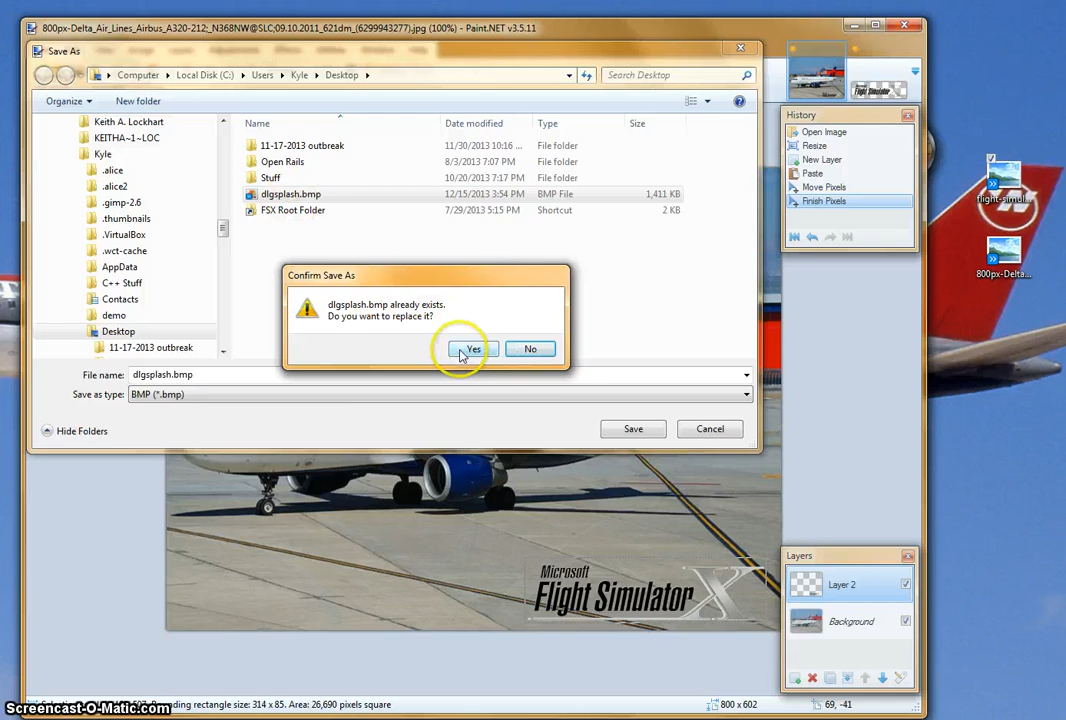 800px-Delta_Air_Lines_Airbus_A320-212;_N368NW@SLC;09.10.2011_621dm_(6299943277).jpg (100%) - Paint.NET v3.5.11
Save As
Computer
Local Disk (C:)
Users
Kyle
Desktop
Search Desktop
Organize
New folder
Keith A. Lockhart
KEITHA~1~LOC
Kyle
.alice
.alice2
.gimp-2.6
.thumbnails
.VirtualBox
.wct-cache
AppData
C++ Stuff
Contacts
demo
Desktop
11-17-2013 outbreak
Name Date modified Type Size
11-17-2013 outbreak 11/30/2013 10:16 ... File folder
Open Rails 8/3/2013 7:07 PM File folder
Stuff 10/20/2013 7:17 PM File folder
dlgsplash.bmp 12/15/2013 3:54 PM BMP File 1,411 KB
FSX Root Folder 7/29/2013 5:15 PM Shortcut 2 KB
Confirm Save As
dlgsplash.bmp already exists.
Do you want to replace it?
Yes
No
File name: dlgsplash.bmp
Save as type: BMP (*.bmp)
Hide Folders
Save
Cancel
History
Open Image
Resize
New Layer
Paste
Move Pixels
Finish Pixels
flight-simul...
800px-Delta...
Microsoft
Flight Simulator X
Layers
Layer 2
Background
Bounding rectangle size: 314 x 85. Area: 26,690 pixels square
800 x 602
69, -41
Screencast-O-Matic.com